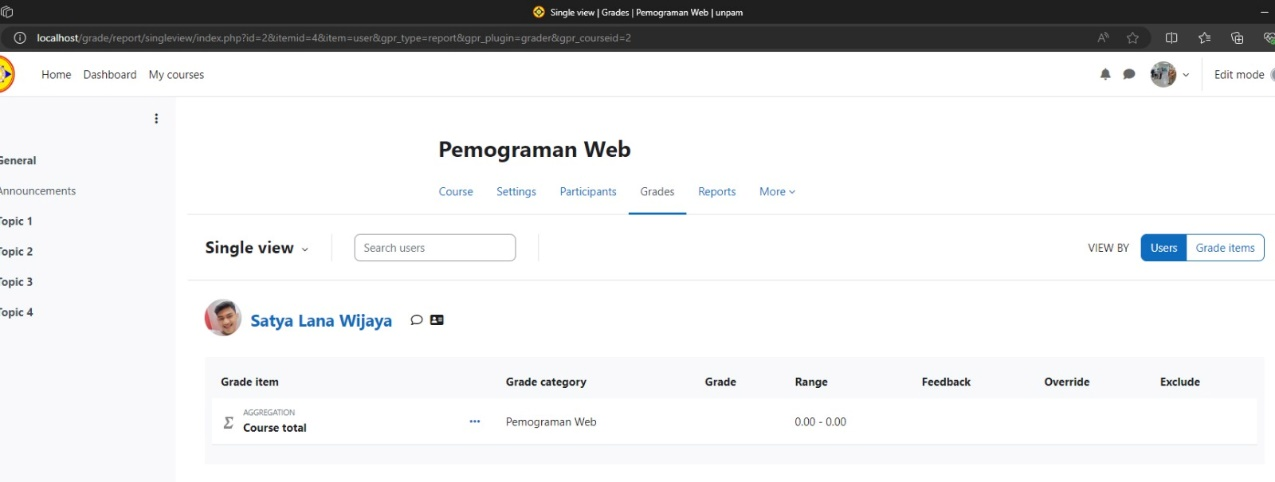 Single view | Grades | Pemograman Web | unpam
localhost/grade/report/singleview/index.php?id=2&itemid=4&item=user&gpr_type=report&gpr_plugin=grader&gpr_courseid=2
Home Dashboard My courses
Edit mode
General
Announcements
Topic 1
Topic 2
Topic 3
Topic 4
Pemograman Web
Course Settings Participants Grades Reports More
Single view
Search users
VIEW BY Users Grade items
Satya Lana Wijaya
Grade item Grade category Grade Range Feedback Override Exclude
AGGREGATION
Course total Pemograman Web 0.00 - 0.00